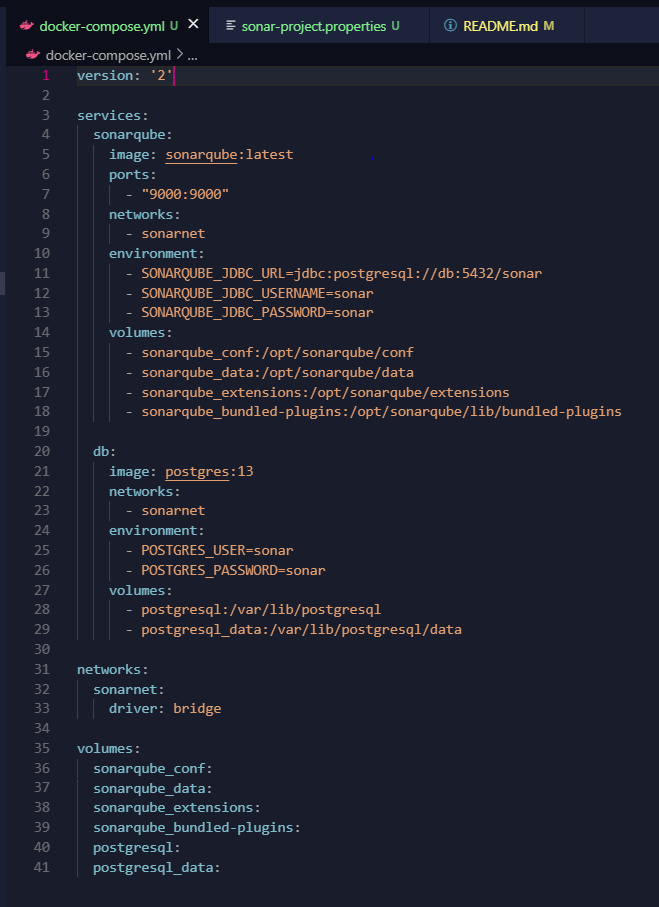 docker-compose.yml U × sonar-project.properties U README.md M
docker-compose.yml > ...
1 version: '2'
2
3 services:
4   sonarqube:
5     image: sonarqube:latest
6     ports:
7       - "9000:9000"
8     networks:
9       - sonarnet
10     environment:
11       - SONARQUBE_JDBC_URL=jdbc:postgresql://db:5432/sonar
12       - SONARQUBE_JDBC_USERNAME=sonar
13       - SONARQUBE_JDBC_PASSWORD=sonar
14     volumes:
15       - sonarqube_conf:/opt/sonarqube/conf
16       - sonarqube_data:/opt/sonarqube/data
17       - sonarqube_extensions:/opt/sonarqube/extensions
18       - sonarqube_bundled-plugins:/opt/sonarqube/lib/bundled-plugins
19
20   db:
21     image: postgres:13
22     networks:
23       - sonarnet
24     environment:
25       - POSTGRES_USER=sonar
26       - POSTGRES_PASSWORD=sonar
27     volumes:
28       - postgresql:/var/lib/postgresql
29       - postgresql_data:/var/lib/postgresql/data
30
31 networks:
32   sonarnet:
33     driver: bridge
34
35 volumes:
36   sonarqube_conf:
37   sonarqube_data:
38   sonarqube_extensions:
39   sonarqube_bundled-plugins:
40   postgresql:
41   postgresql_data: